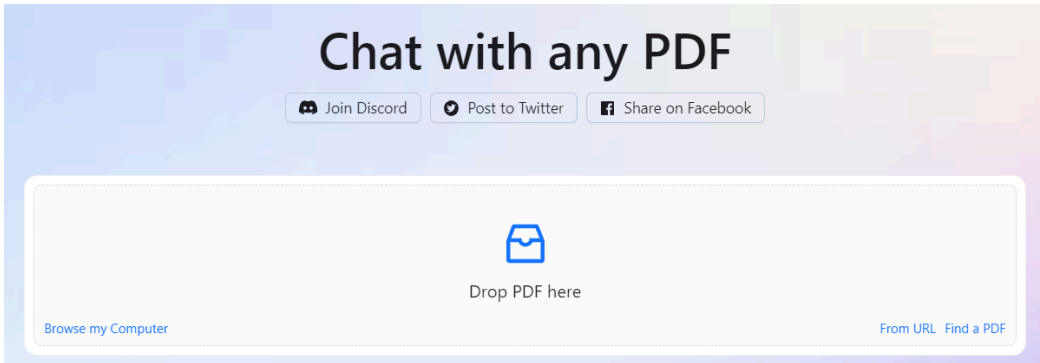 Chat with any PDF
Join Discord Post to Twitter Share on Facebook
Drop PDF here
Browse my Computer From URL Find a PDF